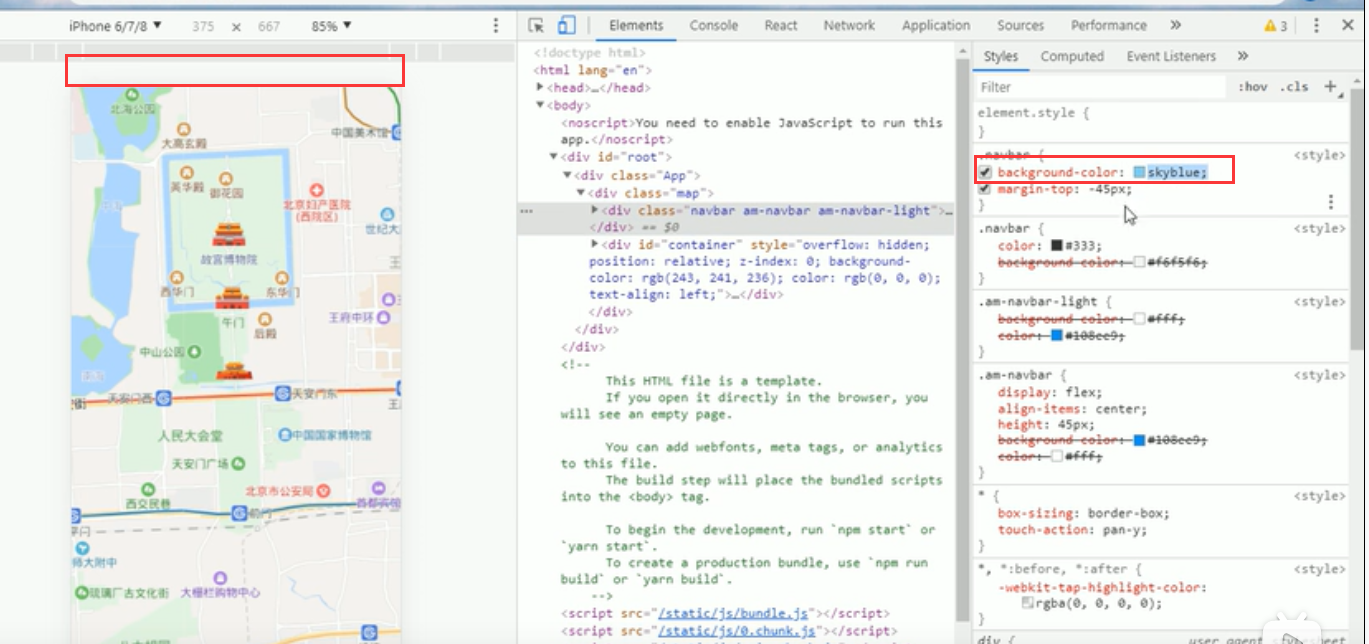 iPhone 6/7/8 ▼ 375 × 667 85% ▼
Elements Console React Network Application Sources Performance » 3
北海公园
中国美术馆
大高玄殿
英华殿
御花园
北京妇产医院
(西院区)
世纪大
中海
故宫博物院
西华门
东华门
王府中环
午门
后殿
中山公园
南海
天安门西
天安门东
人民大会堂
中国国家博物馆
天安门广场
北京市公安局
西交民巷
首都宾馆
前门
师大附中
琉璃厂古文化街
大栅栏购物中心
<!doctype html>
<html lang="en">
<head>…</head>
<body>
<noscript>You need to enable JavaScript to run this
app.</noscript>
<div id="root">
<div class="App">
<div class="map">
<div class="navbar am-navbar am-navbar-light">…
</div> == $0
<div id="container" style="overflow: hidden;
position: relative; z-index: 0; background-
color: rgb(243, 241, 236); color: rgb(0, 0, 0);
text-align: left;">…</div>
</div>
</div>
</div>
<!--
This HTML file is a template.
If you open it directly in the browser, you
will see an empty page.
You can add webfonts, meta tags, or analytics
to this file.
The build step will place the bundled scripts
into the <body> tag.
To begin the development, run `npm start` or
`yarn start`.
To create a production bundle, use `npm run
build` or `yarn build`.
-->
<script src="/static/js/bundle.js"></script>
<script src="/static/js/0.chunk.js"></script>
Styles Computed Event Listeners »
Filter :hov .cls +
element.style {
}
.navbar { <style>
background-color: skyblue;
margin-top: -45px;
}
.navbar { <style>
color: #333;
background-color: #f6f5f6;
}
.am-navbar-light { <style>
background-color: #fff;
color: #108ee9;
}
.am-navbar { <style>
display: flex;
align-items: center;
height: 45px;
background-color: #108ee9;
color: #fff;
}
* { <style>
box-sizing: border-box;
touch-action: pan-y;
}
*, *:before, *:after { <style>
-webkit-tap-highlight-color:
rgba(0, 0, 0, 0);
}
div { user agent stylesheet